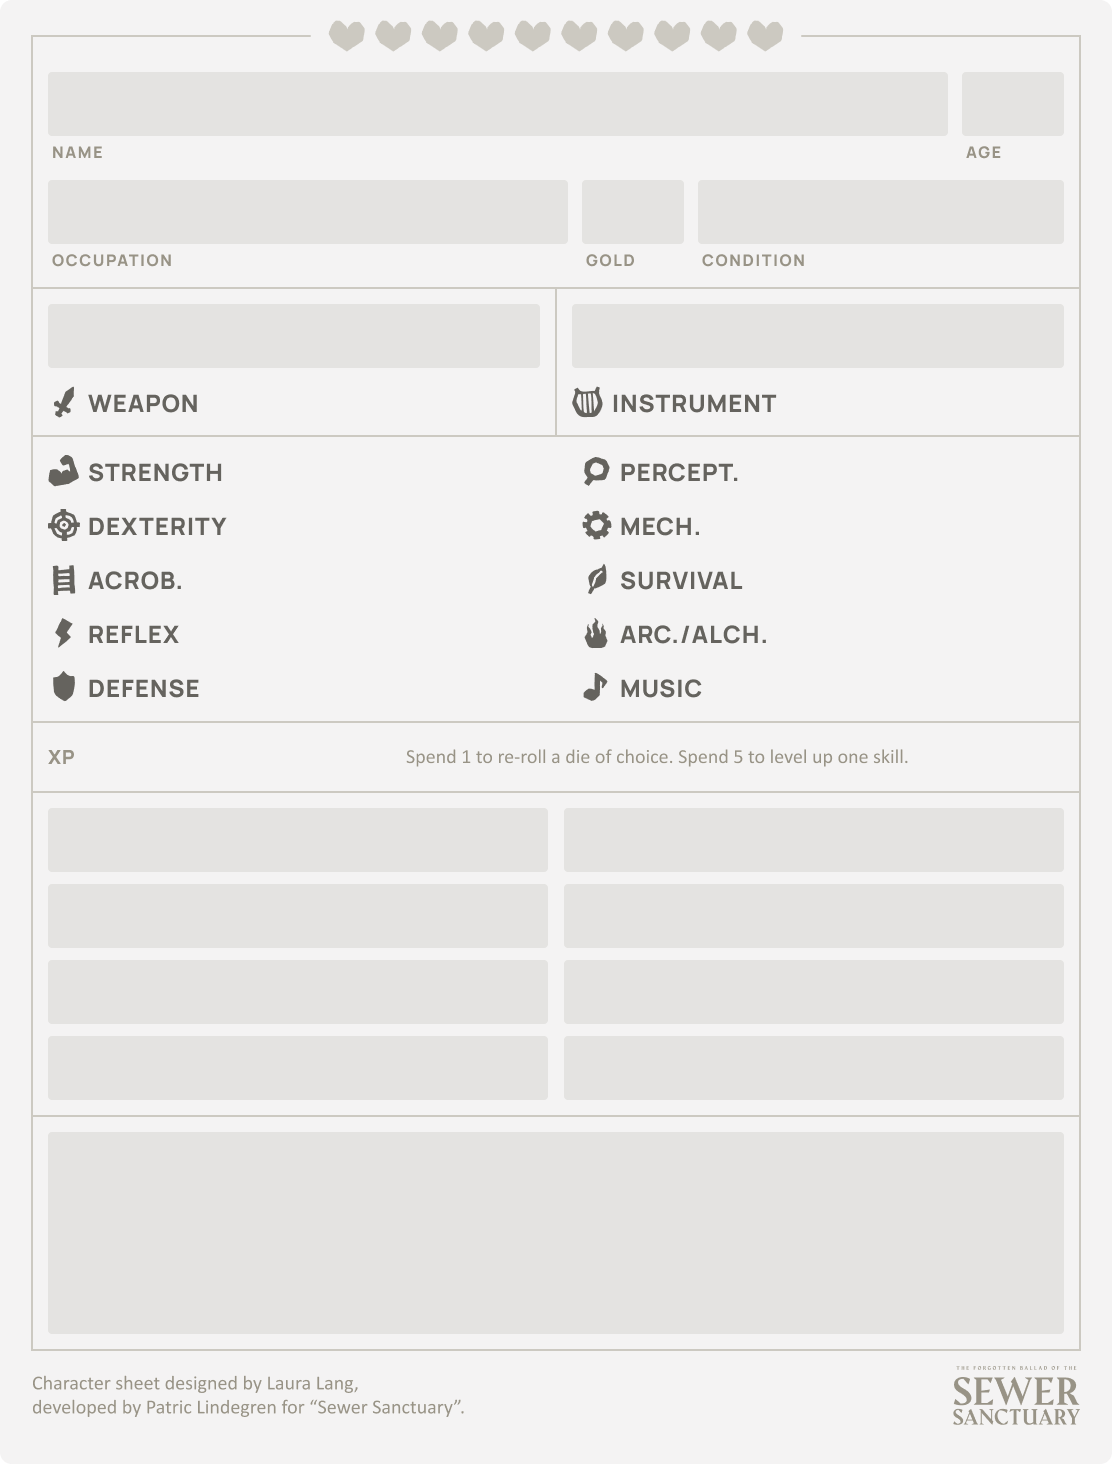 NAME
AGE
OCCUPATION
GOLD
CONDITION
WEAPON
INSTRUMENT
STRENGTH
PERCEPT.
DEXTERITY
MECH.
ACROB.
SURVIVAL
REFLEX
ARC./ALCH.
DEFENSE
MUSIC
XP
Spend 1 to re-roll a die of choice. Spend 5 to level up one skill.
Character sheet designed by Laura Lang,
developed by Patric Lindegren for “Sewer Sanctuary”.
THE FORGOTTEN BALLAD OF THE
SEWER
SANCTUARY